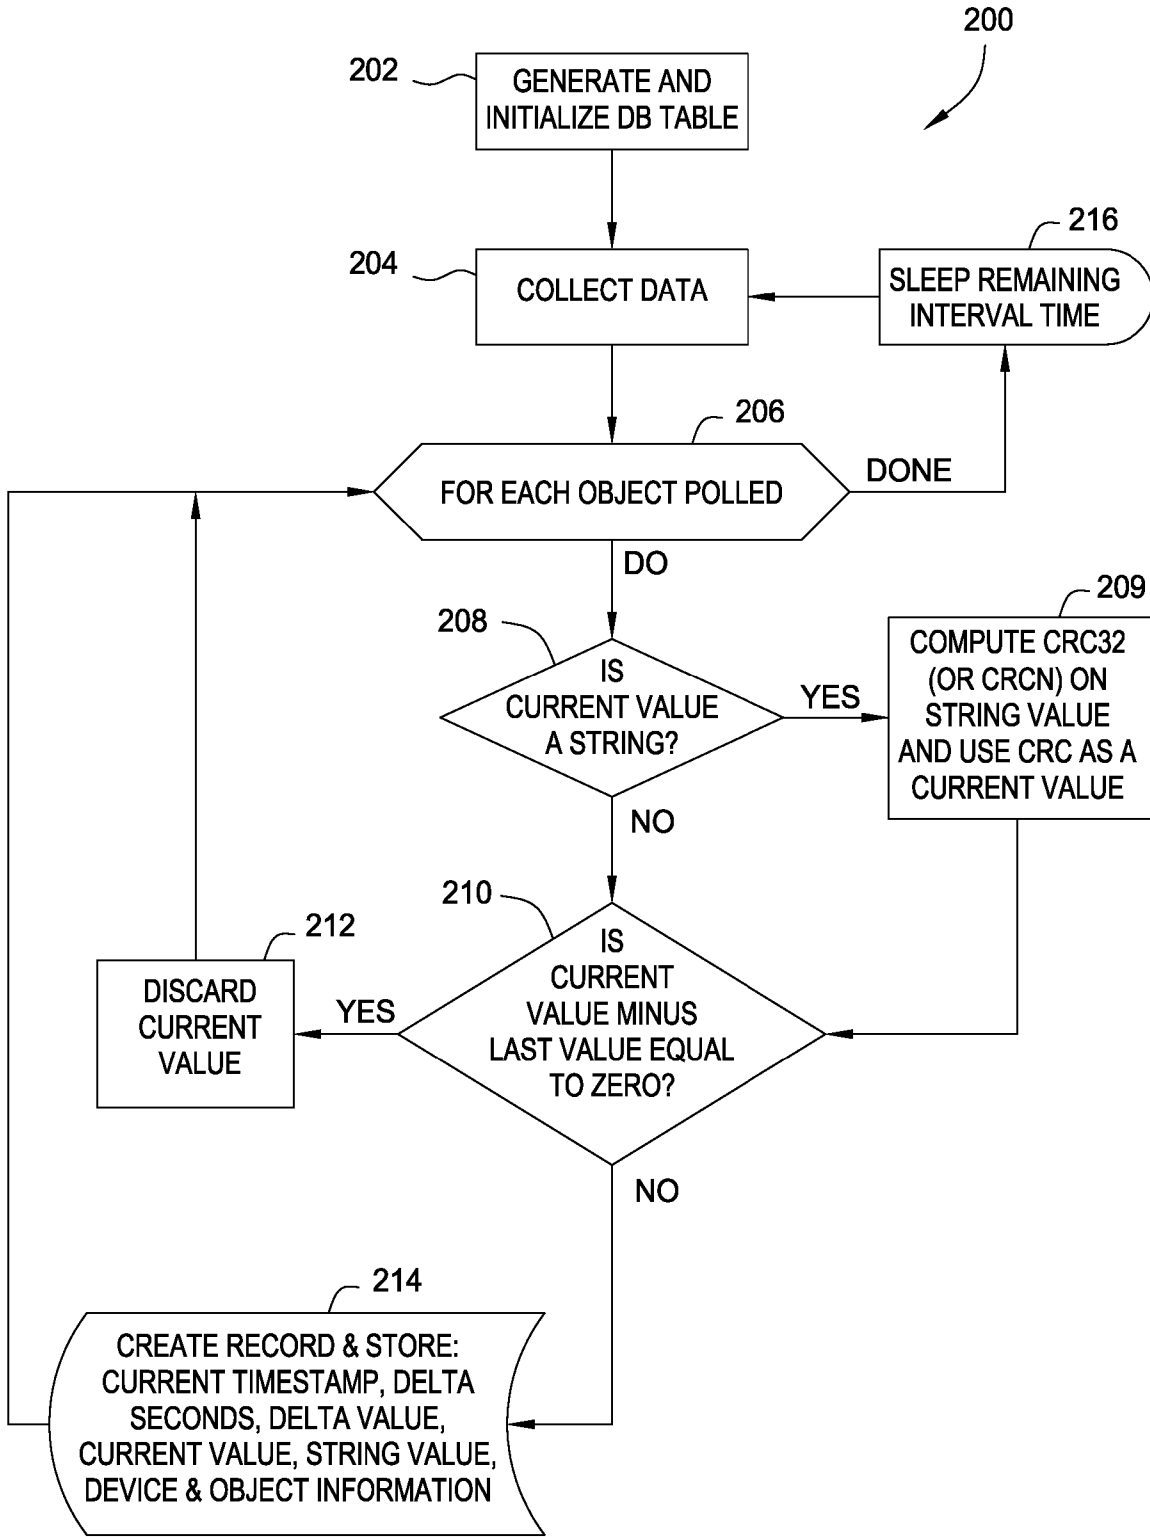 200
202
GENERATE AND
INITIALIZE DB TABLE
204
COLLECT DATA
216
SLEEP REMAINING
INTERVAL TIME
206
FOR EACH OBJECT POLLED
DONE
DO
208
IS
CURRENT VALUE
A STRING?
YES
209
COMPUTE CRC32
(OR CRCN) ON
STRING VALUE
AND USE CRC AS A
CURRENT VALUE
NO
210
IS
CURRENT
VALUE MINUS
LAST VALUE EQUAL
TO ZERO?
YES
212
DISCARD
CURRENT
VALUE
NO
214
CREATE RECORD & STORE:
CURRENT TIMESTAMP, DELTA
SECONDS, DELTA VALUE,
CURRENT VALUE, STRING VALUE,
DEVICE & OBJECT INFORMATION